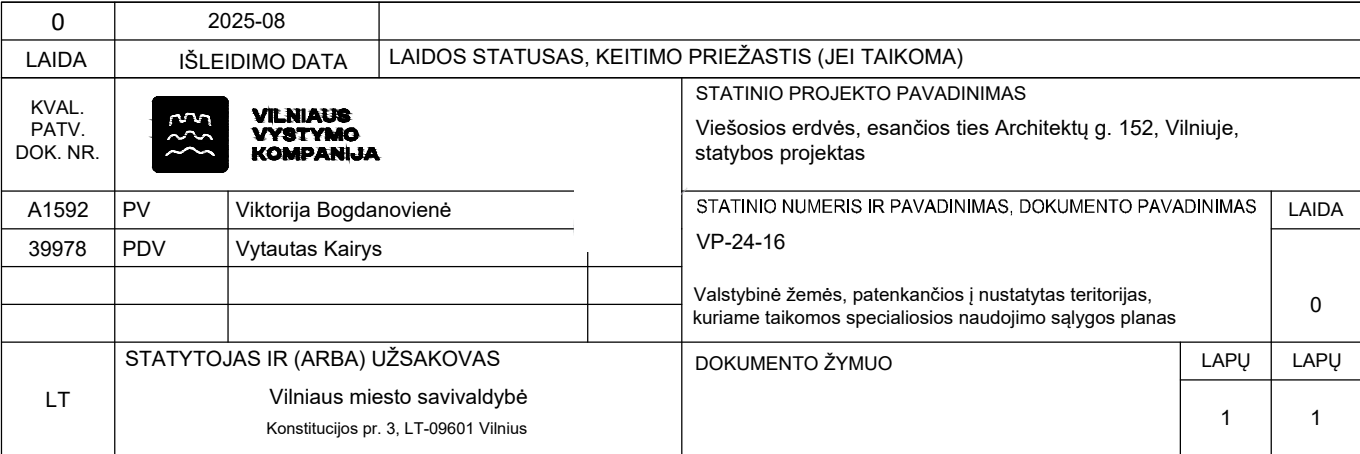 0
2025-08
LAIDA
IŠLEIDIMO DATA
LAIDOS STATUSAS, KEITIMO PRIEŽASTIS (JEI TAIKOMA)
KVAL.
PATV.
DOK. NR.
VILNIAUS
VYSTYMO
KOMPANIJA
STATINIO PROJEKTO PAVADINIMAS
Viešosios erdvės, esančios ties Architektų g. 152, Vilniuje,
statybos projektas
A1592
PV
Viktorija Bogdanovienė
39978
PDV
Vytautas Kairys
STATINIO NUMERIS IR PAVADINIMAS, DOKUMENTO PAVADINIMAS
VP-24-16
Valstybinė žemės, patenkančios į nustatytas teritorijas,
kuriame taikomos specialiosios naudojimo sąlygos planas
LAIDA
0
LT
STATYTOJAS IR (ARBA) UŽSAKOVAS
Vilniaus miesto savivaldybė
Konstitucijos pr. 3, LT-09601 Vilnius
DOKUMENTO ŽYMUO
LAPŲ
LAPŲ
1
1